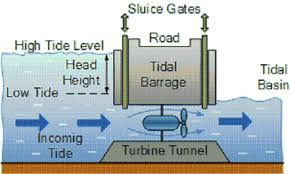 Sluice Gates
High Tide Level
Road
Head
Height
Tidal
Barrage
Tidal
Basin
Low Tide
Incomig
Tide
Turbine Tunnel